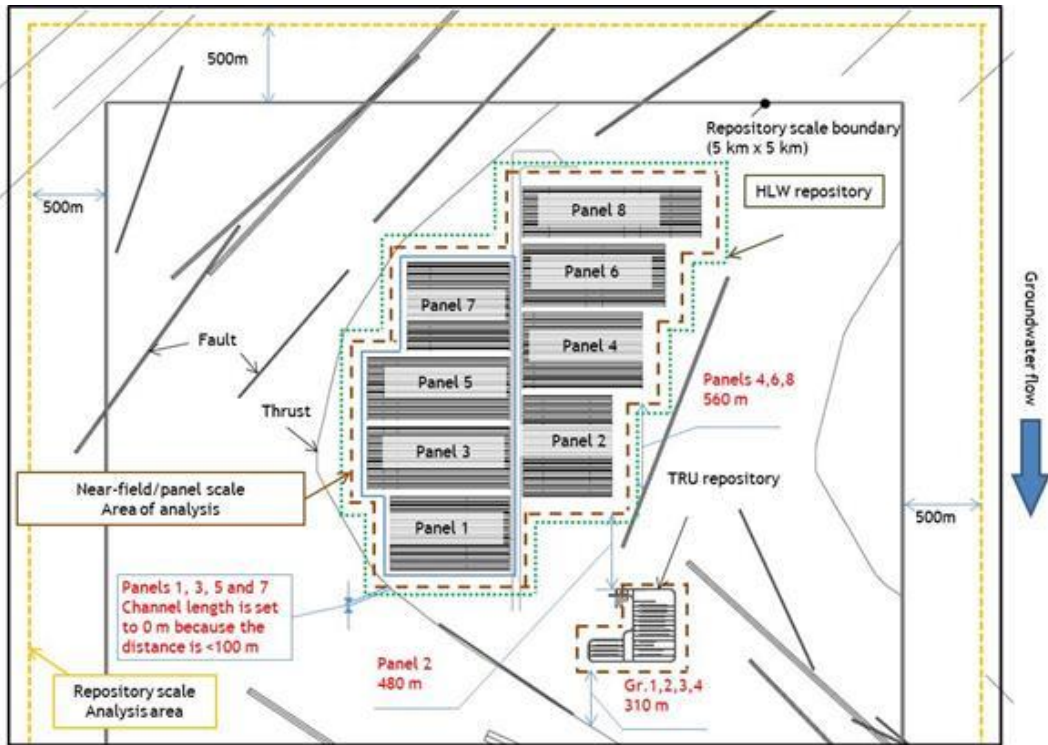 500m
Repository scale boundary
(5 km x 5 km)
HLW repository
500m
Panel 8
Panel 6
Panel 7
Panel 4
Fault
Panel 5
Panels 4,6,8
560 m
Thrust
Panel 3
Panel 2
TRU repository
Near-field/panel scale
Area of analysis
Panel 1
500m
Groundwater flow
Panels 1, 3, 5 and 7
Channel length is set
to 0 m because the
distance is <100 m
Panel 2
480 m
Gr.1,2,3,4
310 m
Repository scale
Analysis area